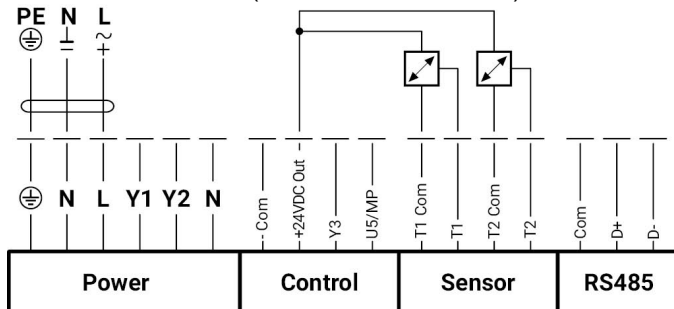 PE N L
N L Y1 Y2 N
- Com
+24VDC Out
Y3
U5/MP
T1 Com
T1
T2 Com
T2
Com
D+
D-
Power
Control
Sensor
RS485